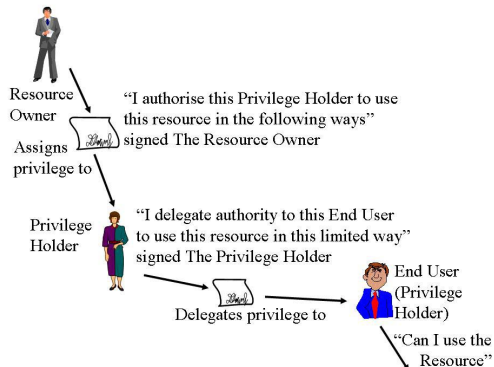 Resource
Owner
“I authorise this Privilege Holder to use
this resource in the following ways”
signed The Resource Owner
Assigns
privilege to
Privilege
Holder
“I delegate authority to this End User
to use this resource in this limited way”
signed The Privilege Holder
Delegates privilege to
End User
(Privilege
Holder)
“Can I use the
Resource”